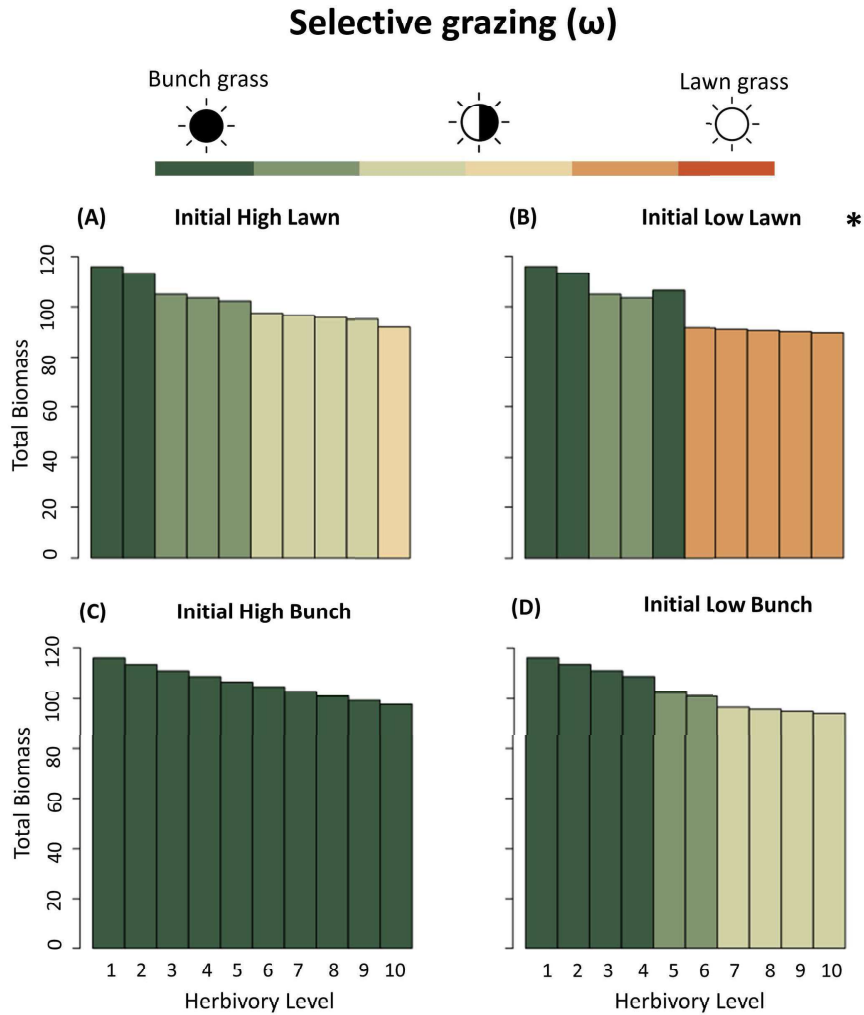 Selective grazing (ω)
Bunch grass
Lawn grass
(A) Initial High Lawn
(B) Initial Low Lawn *
Total Biomass
0 20 40 60 80 100 120
(C) Initial High Bunch
(D) Initial Low Bunch
Total Biomass
0 20 40 60 80 100 120
1 2 3 4 5 6 7 8 9 10
1 2 3 4 5 6 7 8 9 10
Herbivory Level
Herbivory Level